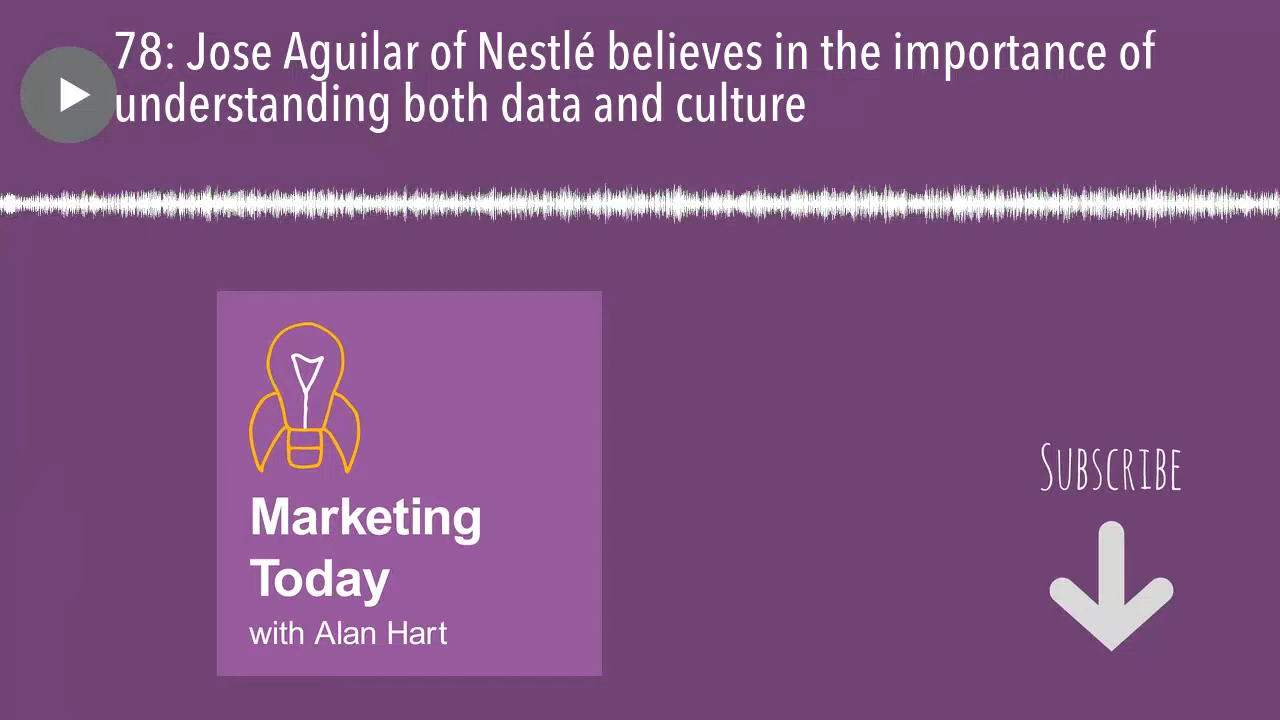 78: Jose Aguilar of Nestlé believes in the importance of
understanding both data and culture
Marketing
Today
with Alan Hart
Subscribe